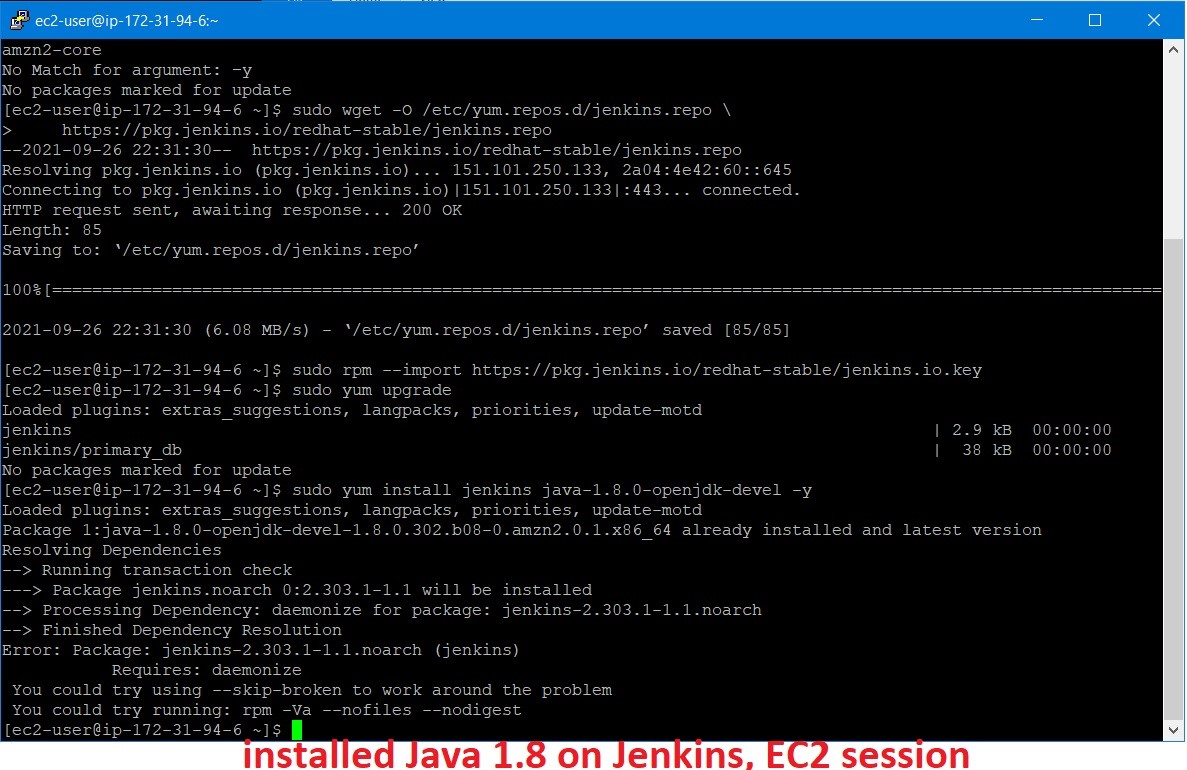 ec2-user@ip-172-31-94-6:~
amzn2-core
No Match for argument: -y
No packages marked for update
[ec2-user@ip-172-31-94-6 ~]$ sudo wget -O /etc/yum.repos.d/jenkins.repo \
>     https://pkg.jenkins.io/redhat-stable/jenkins.repo
--2021-09-26 22:31:30--  https://pkg.jenkins.io/redhat-stable/jenkins.repo
Resolving pkg.jenkins.io (pkg.jenkins.io)... 151.101.250.133, 2a04:4e42:60::645
Connecting to pkg.jenkins.io (pkg.jenkins.io)|151.101.250.133|:443... connected.
HTTP request sent, awaiting response... 200 OK
Length: 85
Saving to: ‘/etc/yum.repos.d/jenkins.repo’
100%[===============================================================================================================
2021-09-26 22:31:30 (6.08 MB/s) - ‘/etc/yum.repos.d/jenkins.repo’ saved [85/85]
[ec2-user@ip-172-31-94-6 ~]$ sudo rpm --import https://pkg.jenkins.io/redhat-stable/jenkins.io.key
[ec2-user@ip-172-31-94-6 ~]$ sudo yum upgrade
Loaded plugins: extras_suggestions, langpacks, priorities, update-motd
jenkins | 2.9 kB  00:00:00
jenkins/primary_db |  38 kB  00:00:00
No packages marked for update
[ec2-user@ip-172-31-94-6 ~]$ sudo yum install jenkins java-1.8.0-openjdk-devel -y
Loaded plugins: extras_suggestions, langpacks, priorities, update-motd
Package 1:java-1.8.0-openjdk-devel-1.8.0.302.b08-0.amzn2.0.1.x86_64 already installed and latest version
Resolving Dependencies
--> Running transaction check
---> Package jenkins.noarch 0:2.303.1-1.1 will be installed
--> Processing Dependency: daemonize for package: jenkins-2.303.1-1.1.noarch
--> Finished Dependency Resolution
Error: Package: jenkins-2.303.1-1.1.noarch (jenkins)
           Requires: daemonize
 You could try using --skip-broken to work around the problem
 You could try running: rpm -Va --nofiles --nodigest
[ec2-user@ip-172-31-94-6 ~]$
installed Java 1.8 on Jenkins, EC2 session